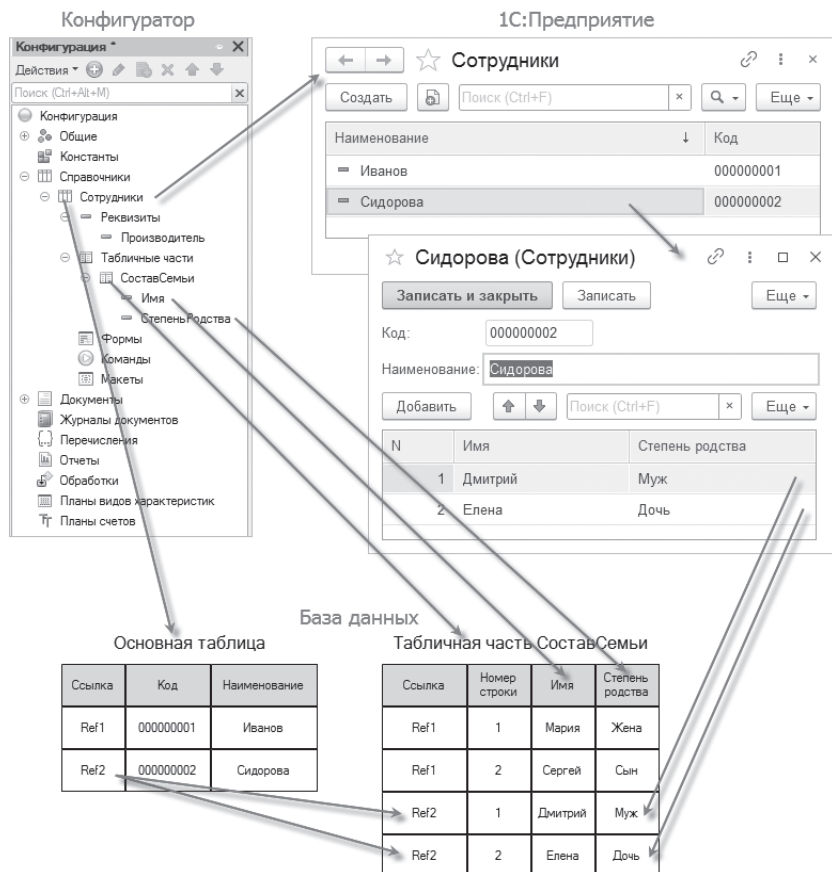 Конфигуратор
1С:Предприятие
Конфигурация *
Действия
Поиск (Ctrl+Alt+M)
Конфигурация
Общие
Константы
Справочники
Сотрудники
Реквизиты
Производитель
Табличные части
СоставСемьи
Имя
СтепеньРодства
Формы
Команды
Макеты
Документы
Журналы документов
Перечисления
Отчеты
Обработки
Планы видов характеристик
Планы счетов
Сотрудники
Создать
Поиск (Ctrl+F)
Еще
Наименование
Код
Иванов 000000001
Сидорова 000000002
Сидорова (Сотрудники)
Записать и закрыть Записать Еще
Код: 000000002
Наименование: Сидорова
Добавить Поиск (Ctrl+F) Еще
N Имя Степень родства
1 Дмитрий Муж
2 Елена Дочь
База данных
Основная таблица
Ссылка Код Наименование
Ref1 000000001 Иванов
Ref2 000000002 Сидорова
Табличная часть СоставСемьи
Ссылка Номер строки Имя Степень родства
Ref1 1 Мария Жена
Ref1 2 Сергей Сын
Ref2 1 Дмитрий Муж
Ref2 2 Елена Дочь